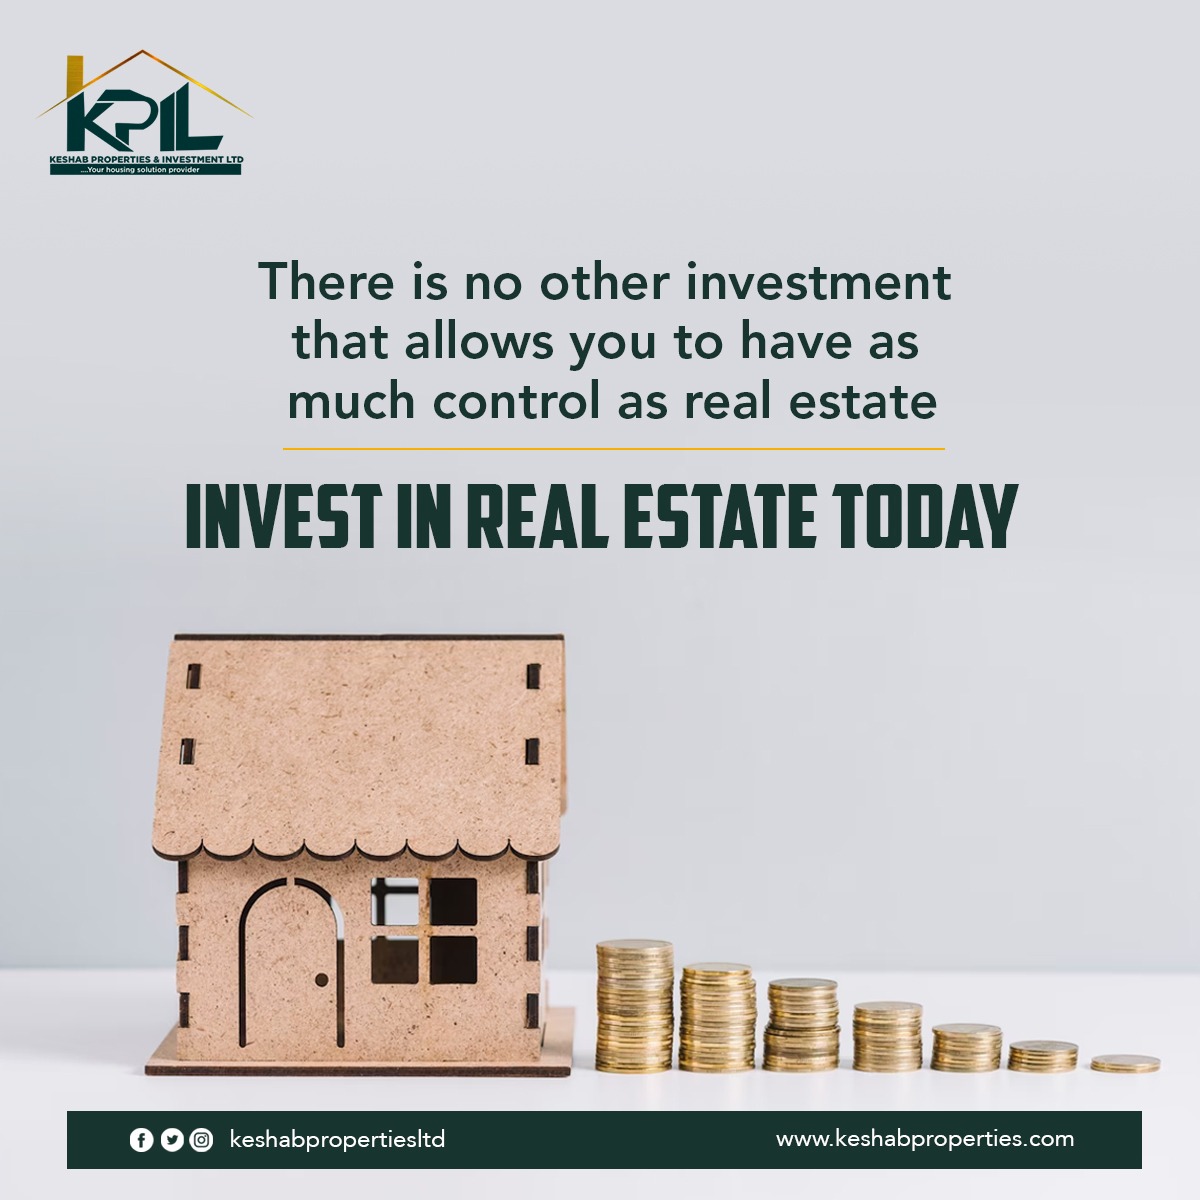 KPIL
KESHAB PROPERTIES & INVESTMENT LTD
....Your housing solution provider
There is no other investment
that allows you to have as
much control as real estate
INVEST IN REAL ESTATE TODAY
keshabpropertiesltd
www.keshabproperties.com